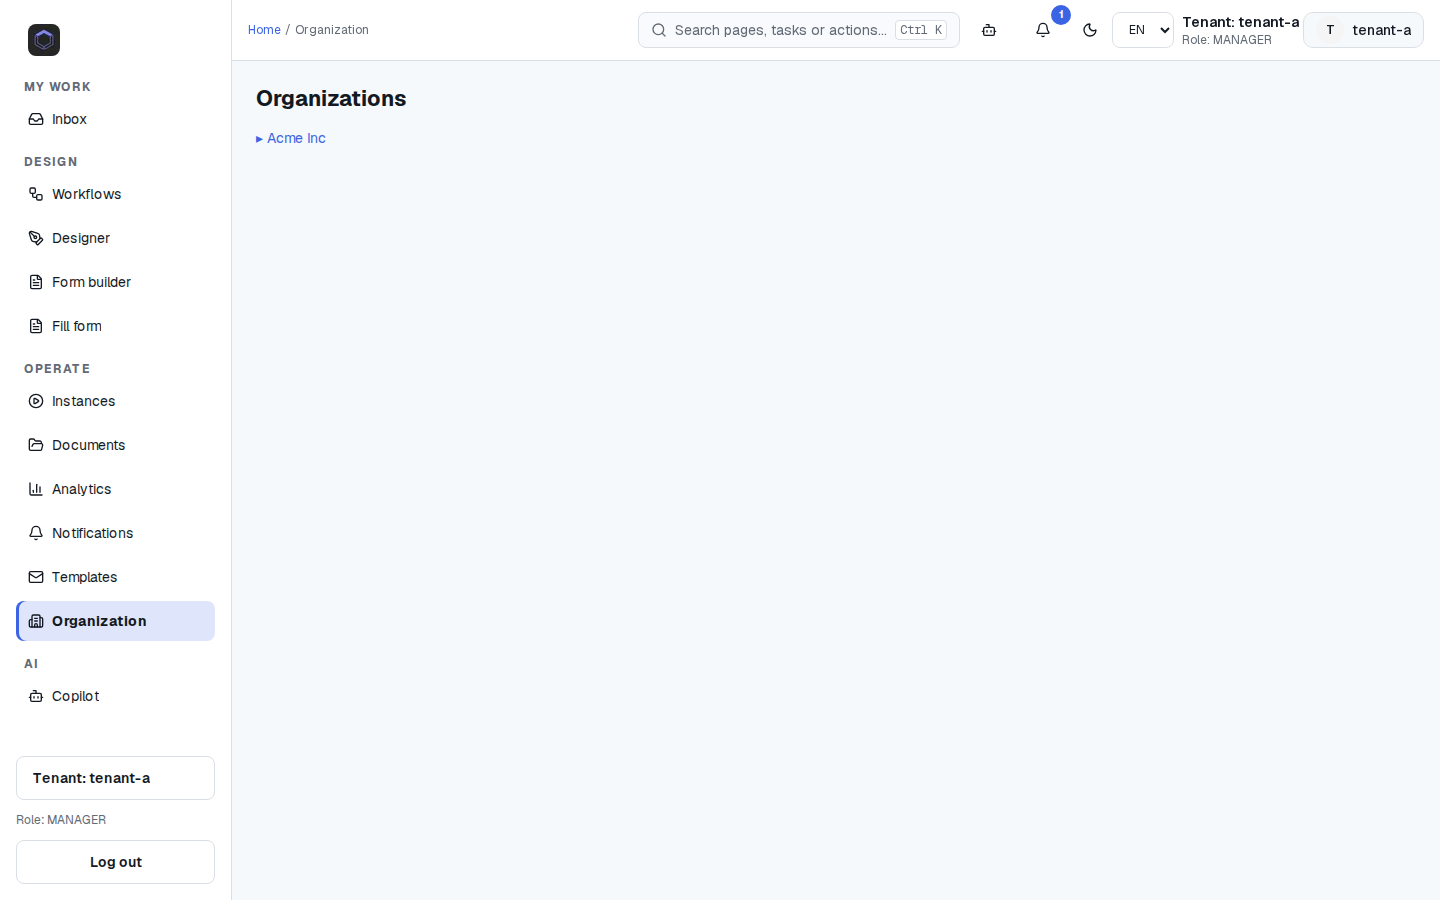 MY WORK
Inbox
DESIGN
Workflows
Designer
Form builder
Fill form
OPERATE
Instances
Documents
Analytics
Notifications
Templates
Organization
AI
Copilot
Tenant: tenant-a
Role: MANAGER
Log out
Home / Organization
Search pages, tasks or actions... Ctrl K
1
EN
Tenant: tenant-a
Role: MANAGER
T tenant-a
Organizations
▸ Acme Inc